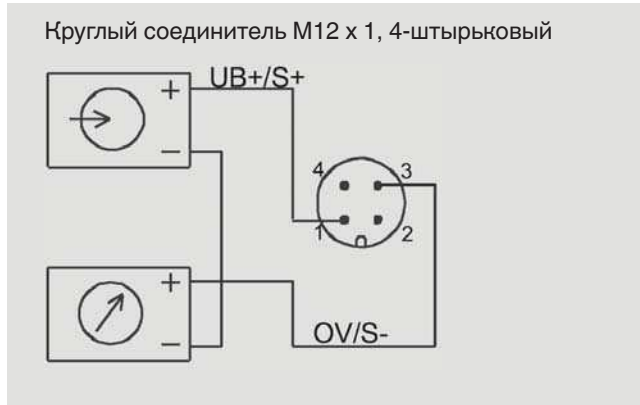 Круглый соединитель M12 x 1, 4-штырьковый
+
UB+/S+
−
4
3
1
2
+
OV/S-
−